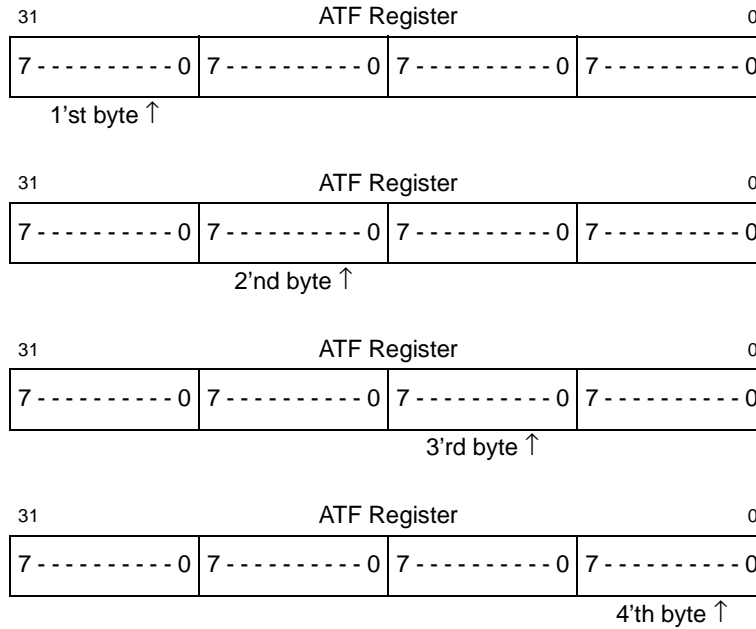 31 ATF Register 0
7 - - - - - - - - - - 0 7 - - - - - - - - - - 0 7 - - - - - - - - - - 0 7 - - - - - - - - - - 0
1’st byte ↑
31 ATF Register 0
7 - - - - - - - - - - 0 7 - - - - - - - - - - 0 7 - - - - - - - - - - 0 7 - - - - - - - - - - 0
2’nd byte ↑
31 ATF Register 0
7 - - - - - - - - - - 0 7 - - - - - - - - - - 0 7 - - - - - - - - - - 0 7 - - - - - - - - - - 0
3’rd byte ↑
31 ATF Register 0
7 - - - - - - - - - - 0 7 - - - - - - - - - - 0 7 - - - - - - - - - - 0 7 - - - - - - - - - - 0
4’th byte ↑